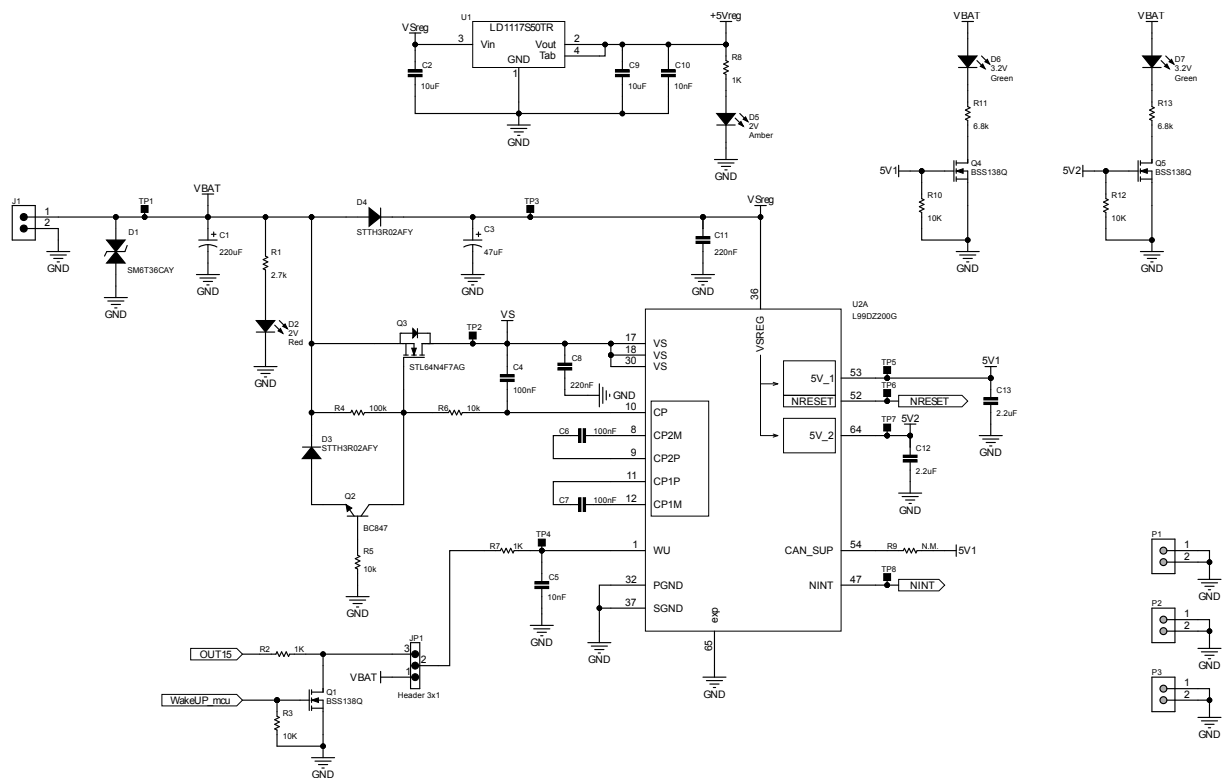 U1
LD1117S50TR
VSreg
3
Vin
Vout
2
Tab
4
GND
1
+5Vreg
C2
10uF
C9
10uF
C10
10nF
R8
1K
D5
2V
Amber
GND
GND
VBAT
D6
3.2V
Green
R11
6.8k
5V1
Q4
BSS138Q
R10
10K
GND
VBAT
D7
3.2V
Green
R13
6.8k
5V2
Q5
BSS138Q
R12
10K
GND
J1
1
2
GND
D1
SM6T36CAY
GND
TP1
VBAT
C1
220uF
GND
R1
2.7k
D2
2V
Red
GND
D4
STTH3R02AFY
C3
47uF
GND
TP3
C11
220nF
GND
VSreg
36
U2A
L99DZ200G
Q3
STL64N4F7AG
TP2
VS
C4
100nF
C8
220nF
GND
17
VS
18
VS
30
VS
VSREG
5V_1
53
TP5
5V1
C13
2.2uF
GND
NRESET
52
TP6
NRESET
5V_2
64
TP7
5V2
C12
2.2uF
GND
R4
100k
R6
10k
10
CP
C6
100nF
8
CP2M
9
CP2P
11
CP1P
C7
100nF
12
CP1M
D3
STTH3R02AFY
Q2
BC847
R5
10k
GND
R7
1K
TP4
1
WU
C5
10nF
GND
CAN_SUP
54
R9
N.M.
5V1
32
PGND
37
SGND
GND
NINT
47
TP8
NINT
exp
65
GND
OUT15
R2
1K
JP1
3
2
1
VBAT
Header 3x1
WakeUP_mcu
Q1
BSS138Q
R3
10K
GND
P1
1
2
GND
P2
1
2
GND
P3
1
2
GND